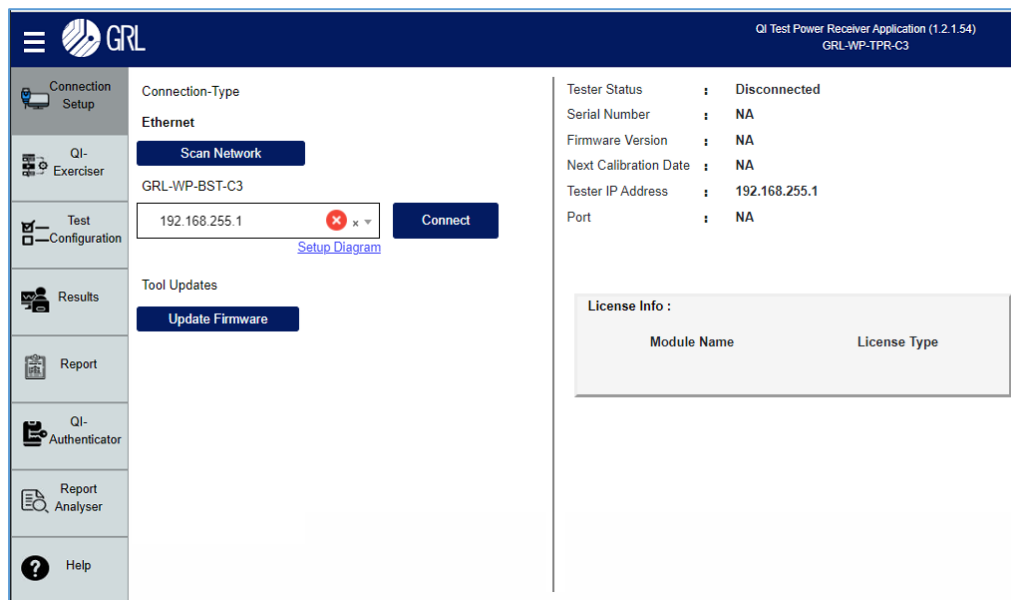 GRL
QI Test Power Receiver Application (1.2.1.54)
GRL-WP-TPR-C3
Connection
Setup
QI-
Exerciser
Test
Configuration
Results
Report
QI-
Authenticator
Report
Analyser
Help
Connection-Type
Ethernet
Scan Network
GRL-WP-BST-C3
192.168.255.1
Connect
Setup Diagram
Tool Updates
Update Firmware
Tester Status : Disconnected
Serial Number : NA
Firmware Version : NA
Next Calibration Date : NA
Tester IP Address : 192.168.255.1
Port : NA
License Info :
Module Name License Type